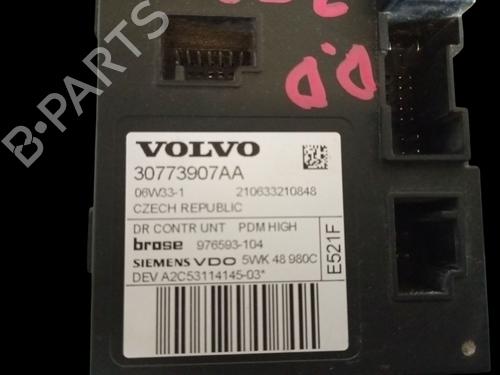 D.D
B-PARTS
VOLVO
30773907AA
06W33-1 210633210848
CZECH REPUBLIC
DR CONTR UNT PDM HIGH
brose 976593-104
SIEMENS VDO 5WK 48 980C
DEV A2C53114145-03*
E521F